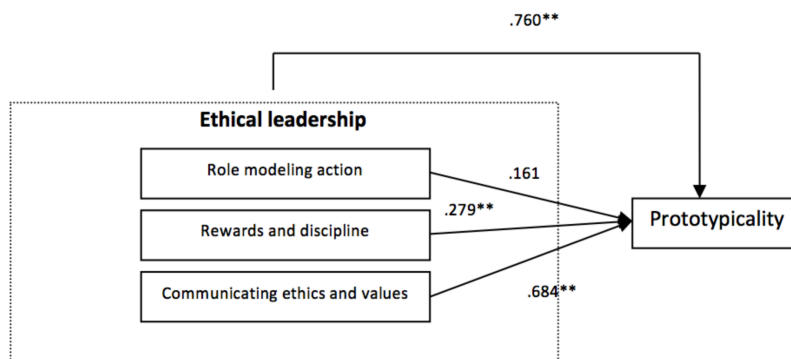 .760**
Ethical leadership
Role modeling action
.161
.279**
Rewards and discipline
Prototypicality
Communicating ethics and values
.684**